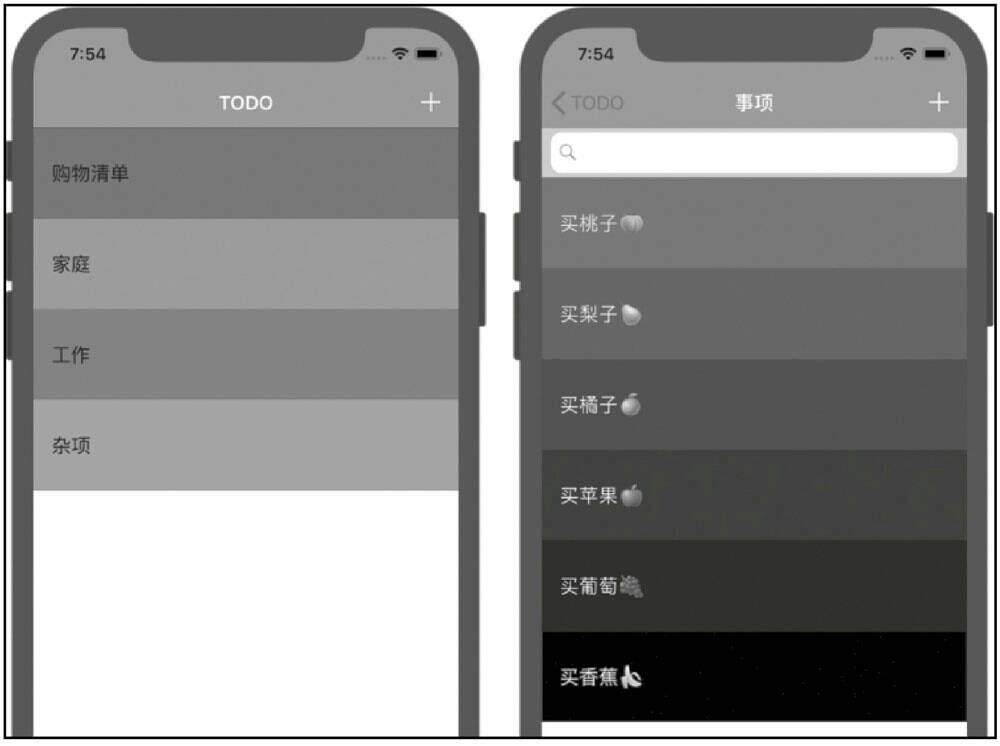 7:54
TODO
+
购物清单
家庭
工作
杂项
7:54
TODO
事项
+
买桃子🍑
买梨子🍐
买橘子🍊
买苹果🍎
买葡萄🍇
买香蕉🍌